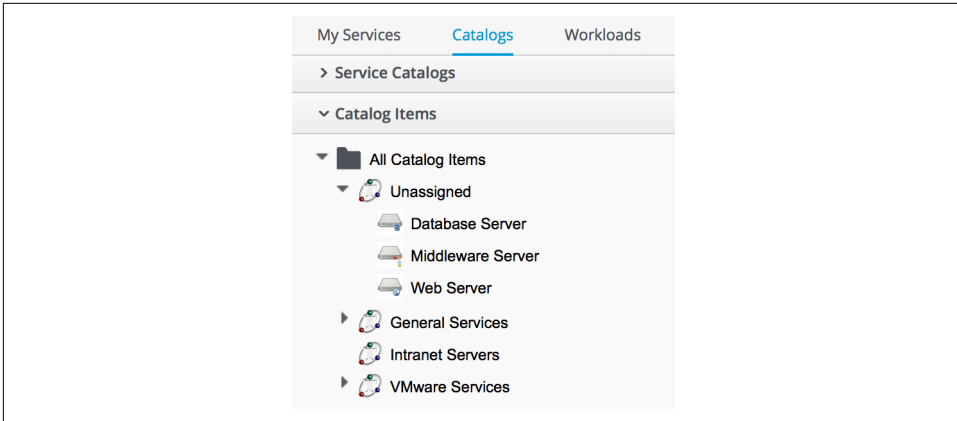 My Services Catalogs Workloads
Service Catalogs
Catalog Items
All Catalog Items
Unassigned
Database Server
Middleware Server
Web Server
General Services
Intranet Servers
VMware Services